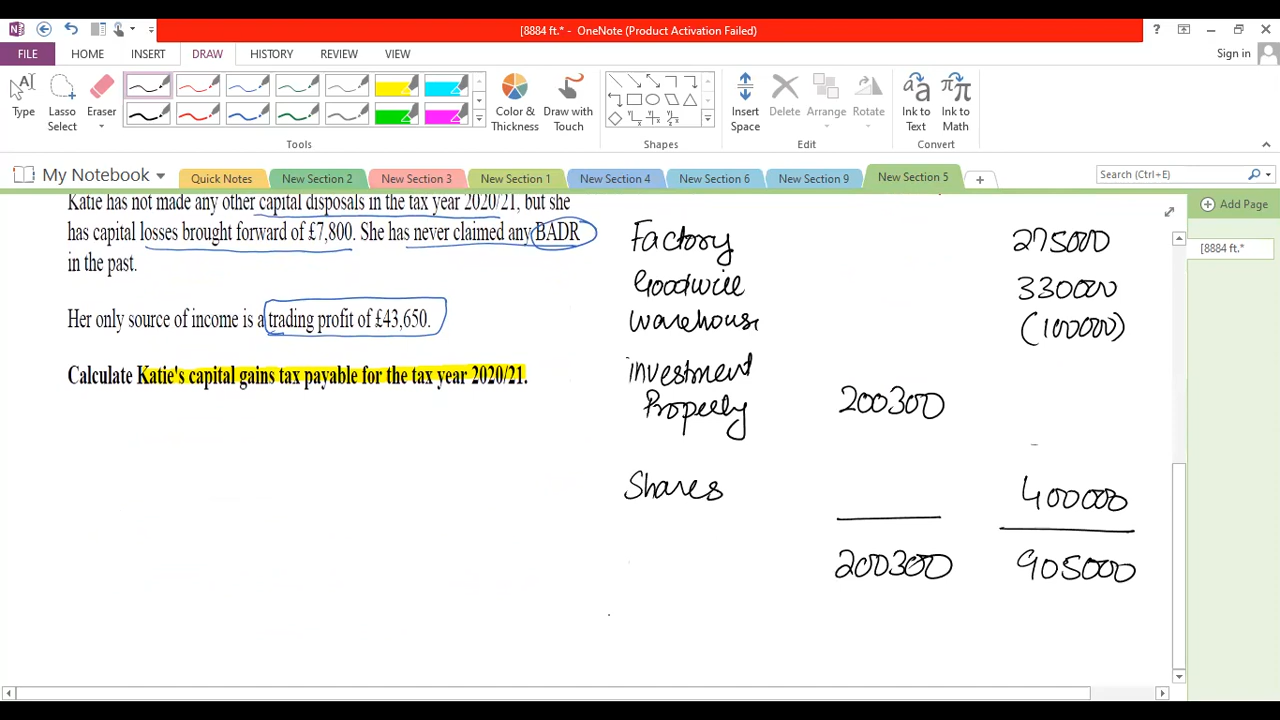 [8884 ft.* - OneNote (Product Activation Failed)
?
FILE HOME INSERT DRAW HISTORY REVIEW VIEW
Sign in
Type
Lasso Select
Eraser
Color & Thickness
Draw with Touch
Insert Space
Delete
Arrange
Rotate
Ink to Text
Ink to Math
Tools
Shapes
Edit
Convert
My Notebook
Quick Notes
New Section 2
New Section 3
New Section 1
New Section 4
New Section 6
New Section 9
New Section 5
Search (Ctrl+E)
Add Page
[8884 ft.*
Katie has not made any other capital disposals in the tax year 2020/21, but she
has capital losses brought forward of £7,800. She has never claimed any BADR
in the past.
Her only source of income is a trading profit of £43,650.
Calculate Katie's capital gains tax payable for the tax year 2020/21.
Factory 275000
Goodwill 330000
Warehouse (100000)
Investment
Property 200300
Shares 400000
200300 905000